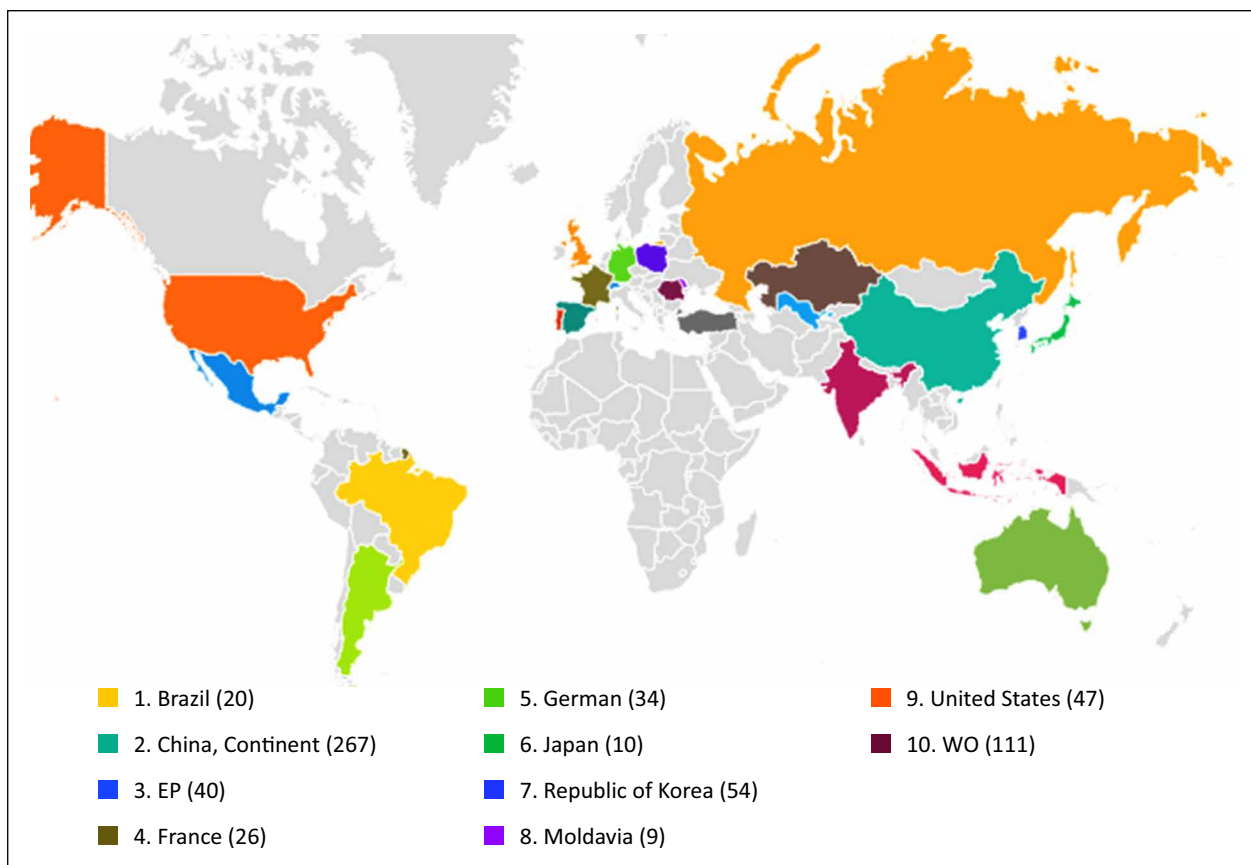 1. Brazil (20)
2. China, Continent (267)
3. EP (40)
4. France (26)
5. German (34)
6. Japan (10)
7. Republic of Korea (54)
8. Moldavia (9)
9. United States (47)
10. WO (111)